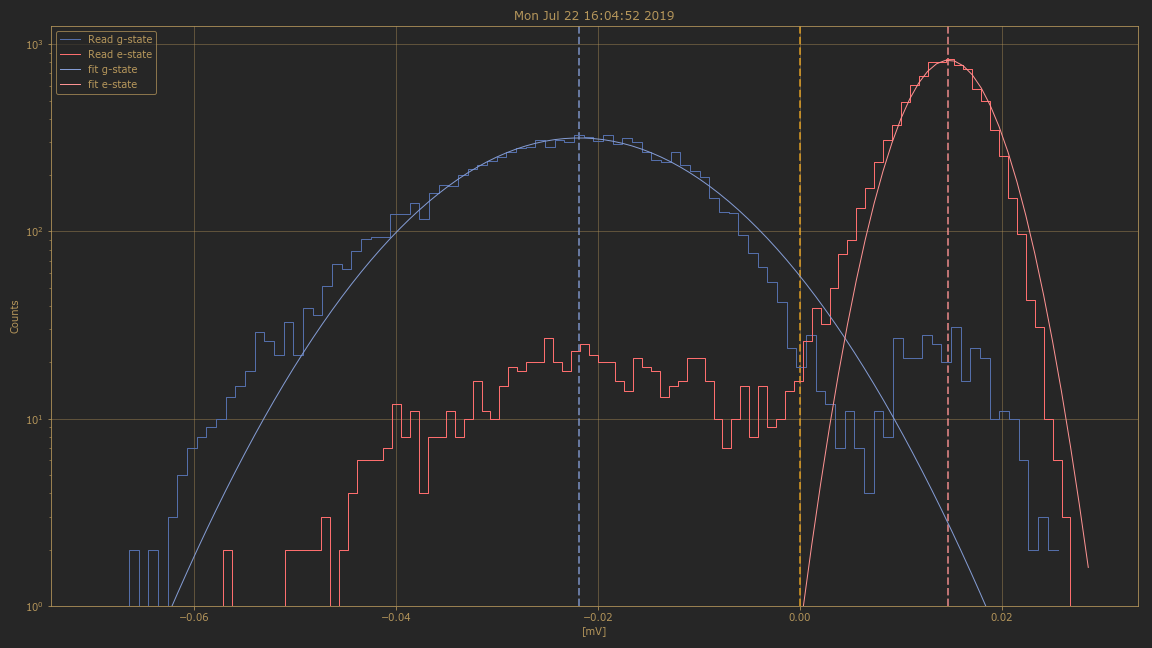 Mon Jul 22 16:04:52 2019
Read g-state
Read e-state
fit g-state
fit e-state
Counts
10³
10²
10¹
10⁰
−0.06 −0.04 −0.02 0.00 0.02
[mV]